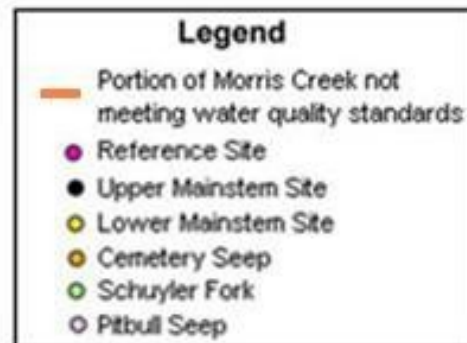 Legend
Portion of Morris Creek not
meeting water quality standards
Reference Site
Upper Mainstem Site
Lower Mainstem Site
Cemetery Seep
Schuyler Fork
Pitbull Seep